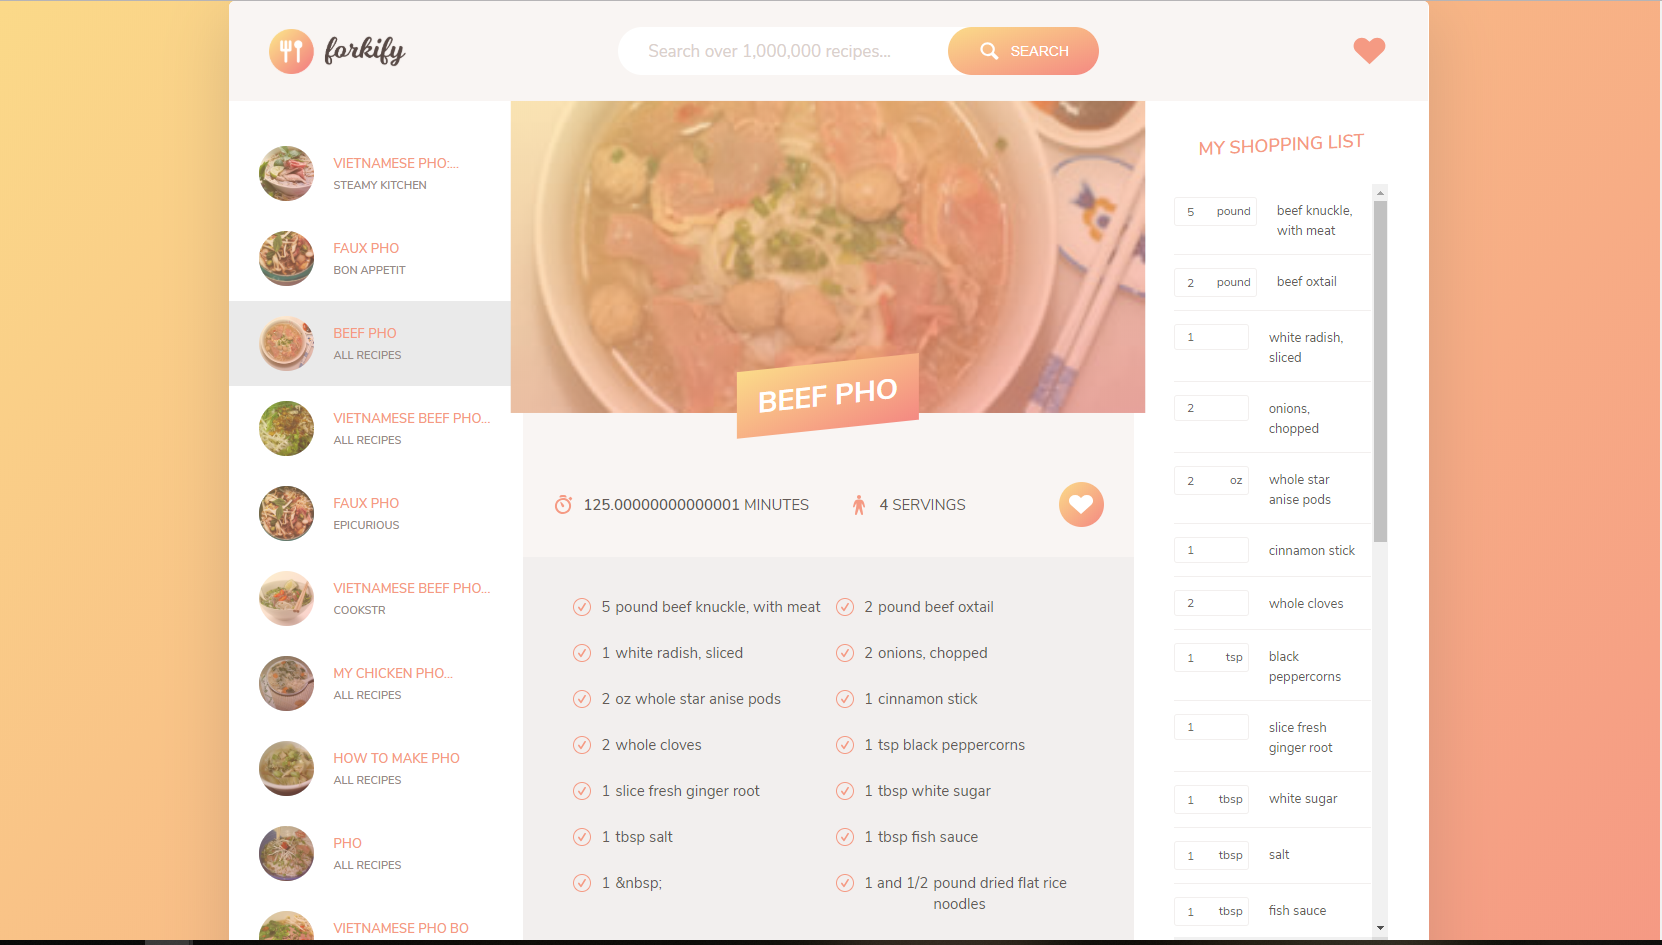 forkify
Search over 1,000,000 recipes...
SEARCH
VIETNAMESE PHO:...
STEAMY KITCHEN
FAUX PHO
BON APPETIT
BEEF PHO
ALL RECIPES
VIETNAMESE BEEF PHO...
ALL RECIPES
FAUX PHO
EPICURIOUS
VIETNAMESE BEEF PHO...
COOKSTR
MY CHICKEN PHO...
ALL RECIPES
HOW TO MAKE PHO
ALL RECIPES
PHO
ALL RECIPES
VIETNAMESE PHO BO
BEEF PHO
125.00000000000001 MINUTES
4 SERVINGS
5 pound beef knuckle, with meat
2 pound beef oxtail
1 white radish, sliced
2 onions, chopped
2 oz whole star anise pods
1 cinnamon stick
2 whole cloves
1 tsp black peppercorns
1 slice fresh ginger root
1 tbsp white sugar
1 tbsp salt
1 tbsp fish sauce
1 &nbsp;
1 and 1/2 pound dried flat rice
noodles
MY SHOPPING LIST
5 pound beef knuckle,
with meat
2 pound beef oxtail
1 white radish,
sliced
2 onions,
chopped
2 oz whole star
anise pods
1 cinnamon stick
2 whole cloves
1 tsp black
peppercorns
1 slice fresh
ginger root
1 tbsp white sugar
1 tbsp salt
1 tbsp fish sauce